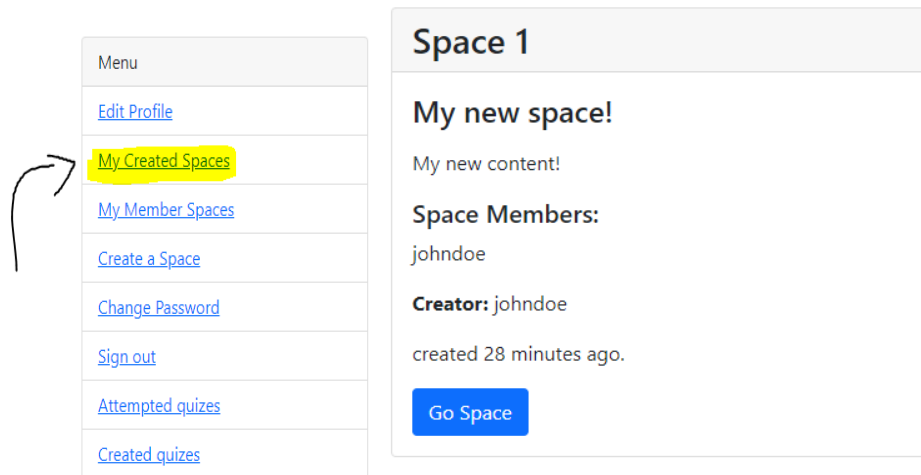 Menu
Edit Profile
My Created Spaces
My Member Spaces
Create a Space
Change Password
Sign out
Attempted quizes
Created quizes
Space 1
My new space!
My new content!
Space Members:
johndoe
Creator: johndoe
created 28 minutes ago.
Go Space